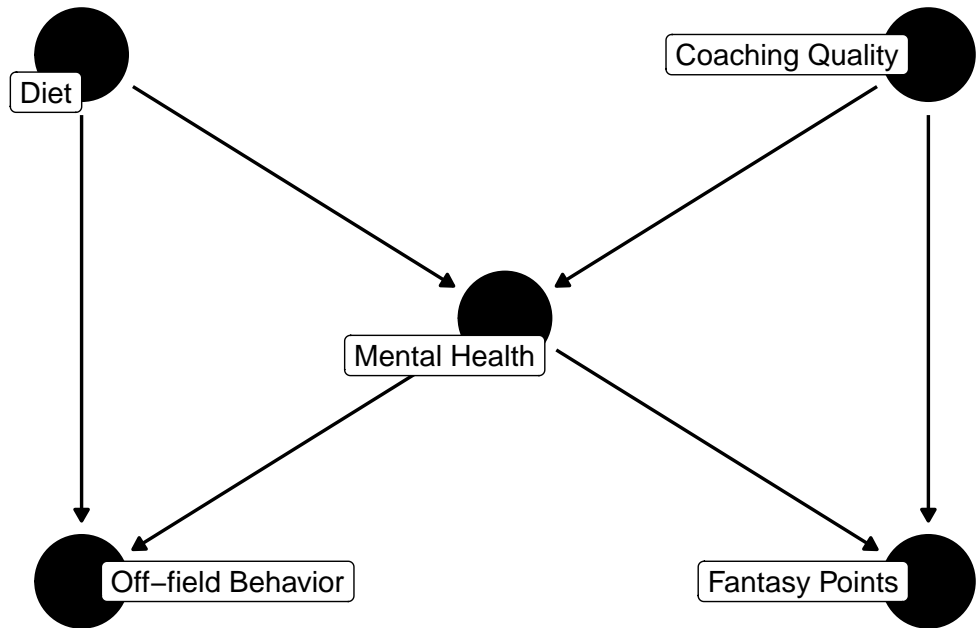 Coaching Quality
Diet
Mental Health
Off−field Behavior
Fantasy Points